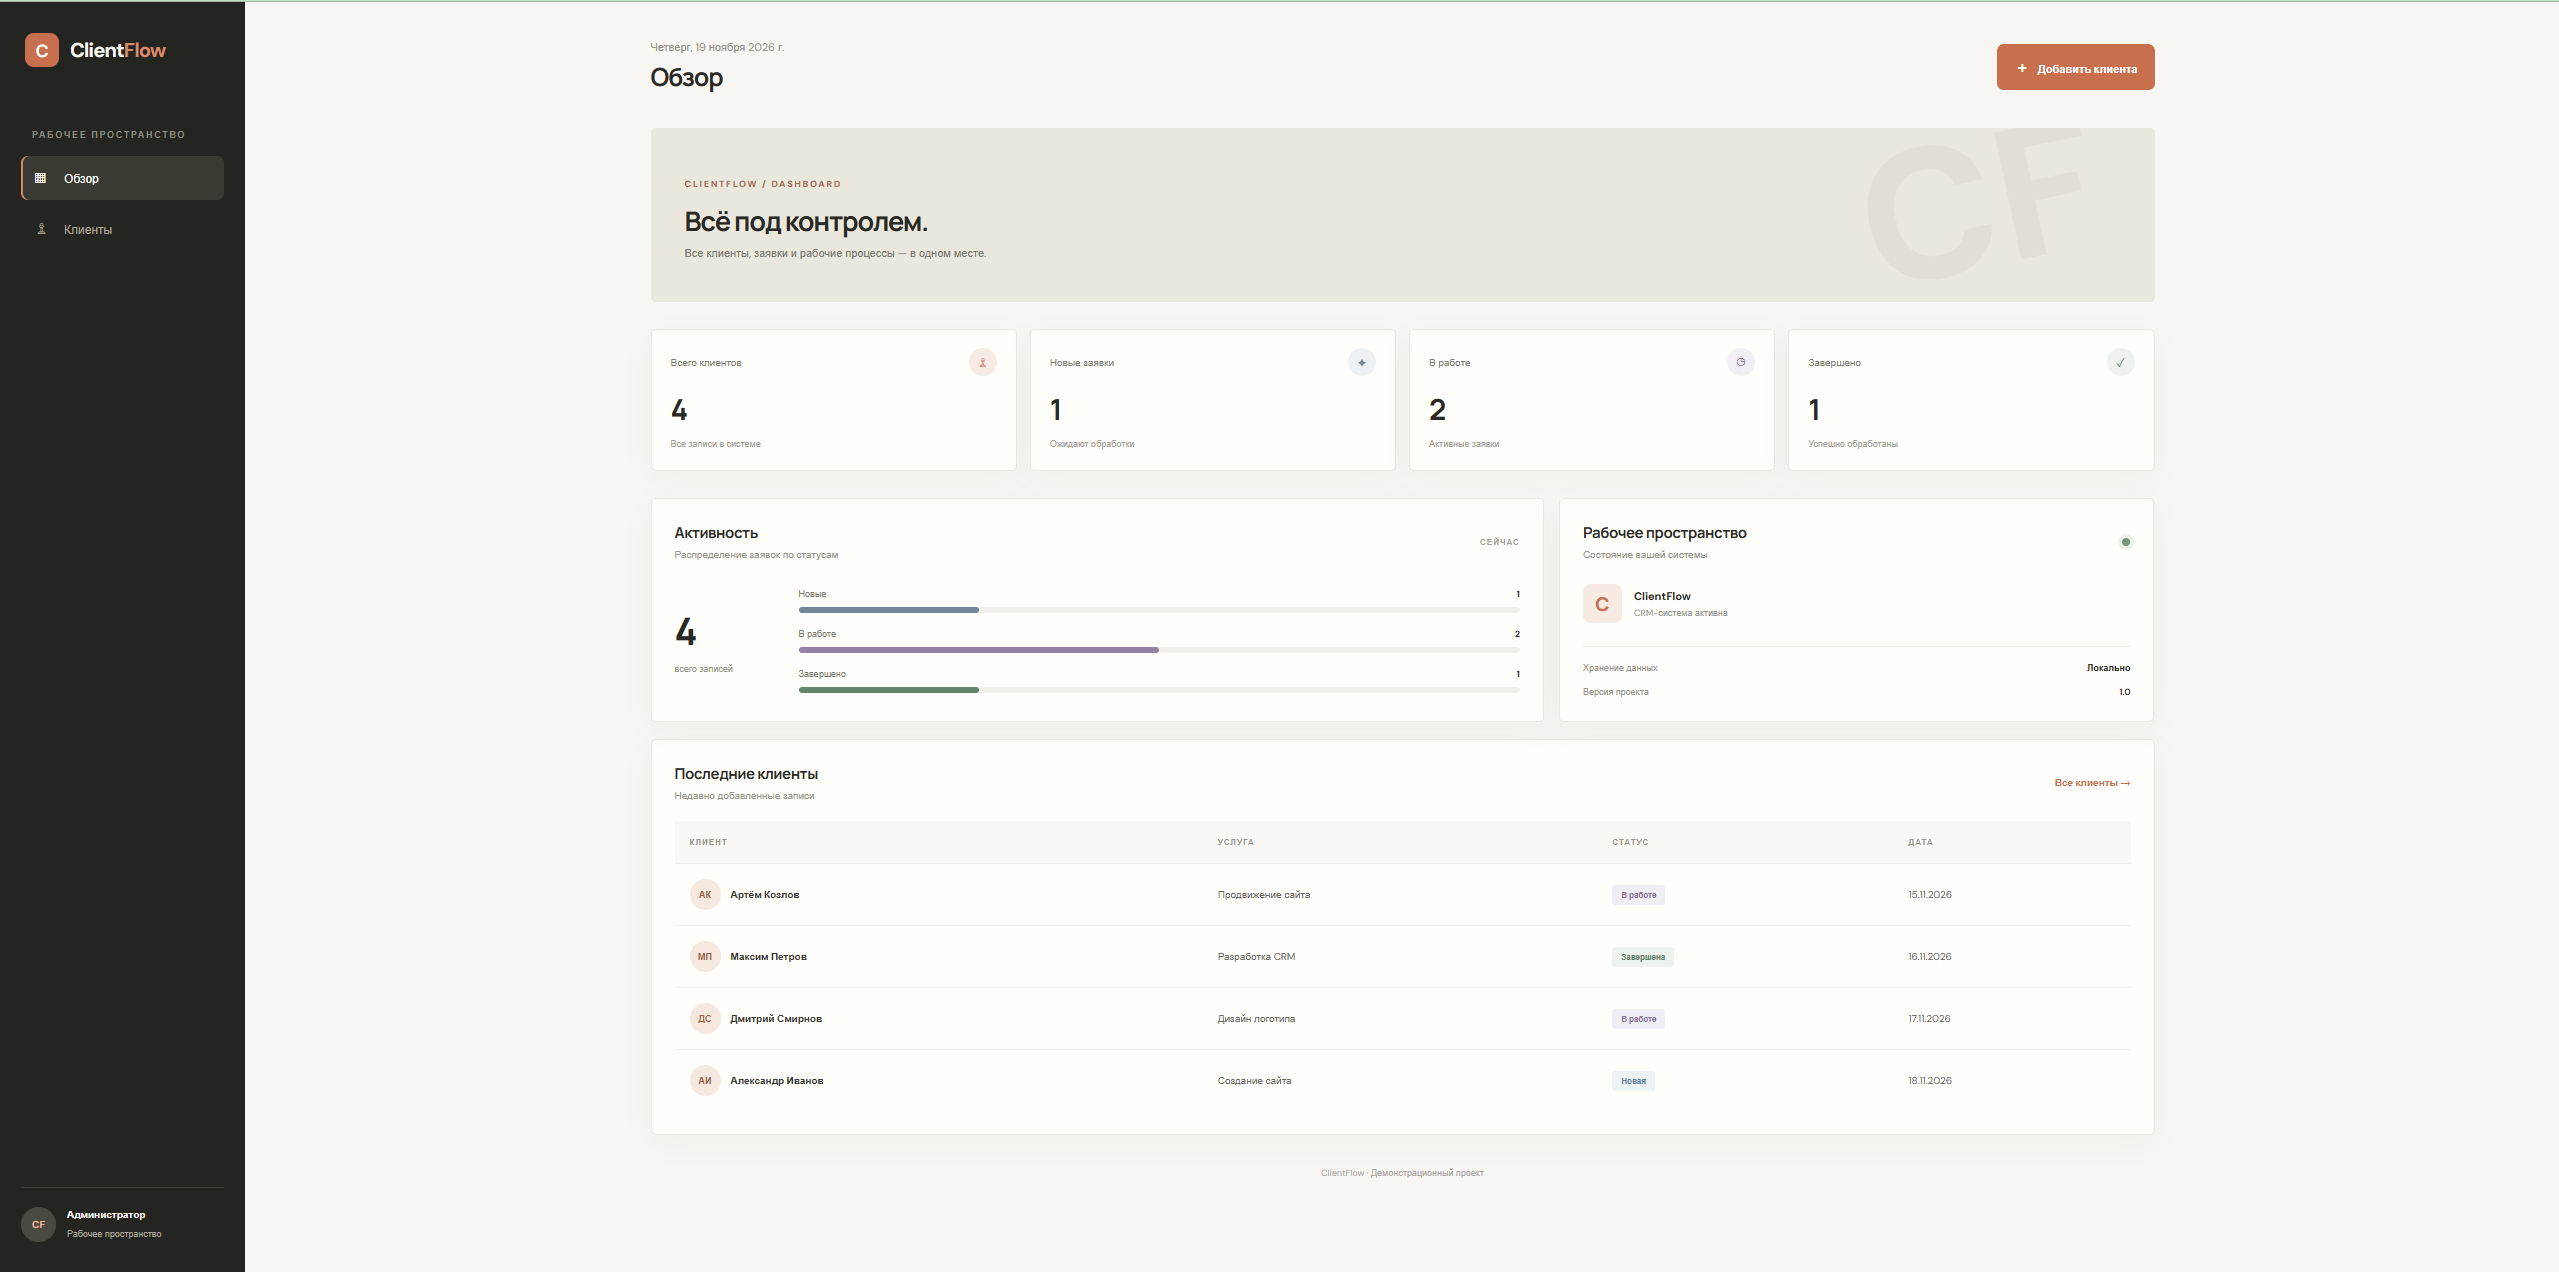 C ClientFlow
РАБОЧЕЕ ПРОСТРАНСТВО
Обзор
Клиенты
CF Администратор
Рабочее пространство
Четверг, 19 ноября 2026 г.
Обзор
+ Добавить клиента
CLIENTFLOW / DASHBOARD
Всё под контролем.
Все клиенты, заявки и рабочие процессы — в одном месте.
CF
Всего клиентов
4
Все записи в системе
Новые заявки
1
Ожидают обработки
В работе
2
Активные заявки
Завершено
1
Успешно обработаны
Активность
Распределение заявок по статусам
СЕЙЧАС
4
всего записей
Новые 1
В работе 2
Завершено 1
Рабочее пространство
Состояние вашей системы
C ClientFlow
CRM-система активна
Хранение данных Локально
Версия проекта 1.0
Последние клиенты
Недавно добавленные записи
Все клиенты →
КЛИЕНТ УСЛУГА СТАТУС ДАТА
АК Артём Козлов Продвижение сайта В работе 15.11.2026
МП Максим Петров Разработка CRM Завершена 16.11.2026
ДС Дмитрий Смирнов Дизайн логотипа В работе 17.11.2026
АИ Александр Иванов Создание сайта Новая 18.11.2026
ClientFlow · Демонстрационный проект